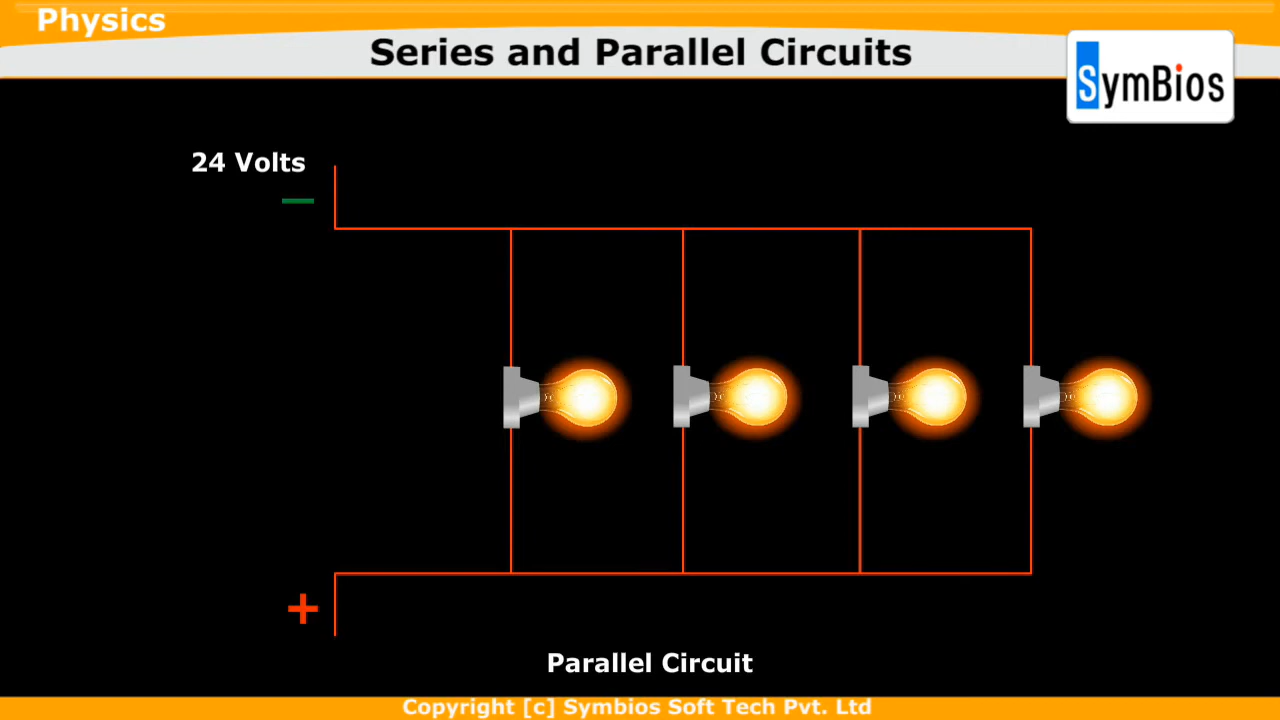 Physics
Series and Parallel Circuits
SymBios
24 Volts
Parallel Circuit
Copyright [c] Symbios Soft Tech Pvt. Ltd